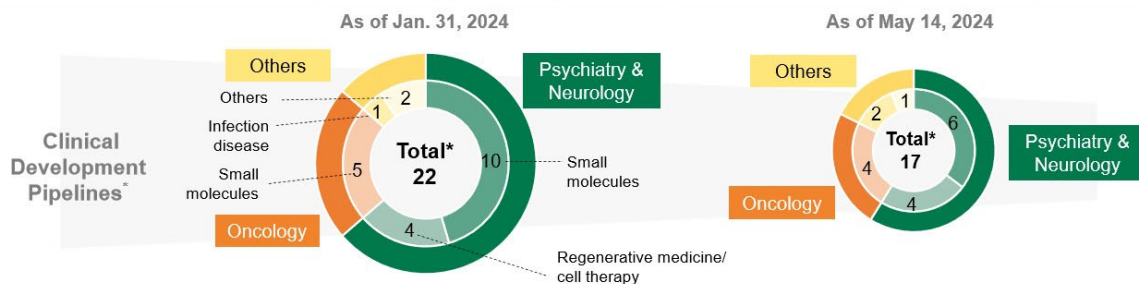 As of Jan. 31, 2024
As of May 14, 2024
Clinical
Development
Pipelines*
Others
Psychiatry &
Neurology
Others
Infection
disease
Small
molecules
Oncology
2
1
5
10
4
Total*
22
Small
molecules
Regenerative medicine/
cell therapy
Others
Oncology
1
2
6
4
4
Total*
17
Psychiatry &
Neurology